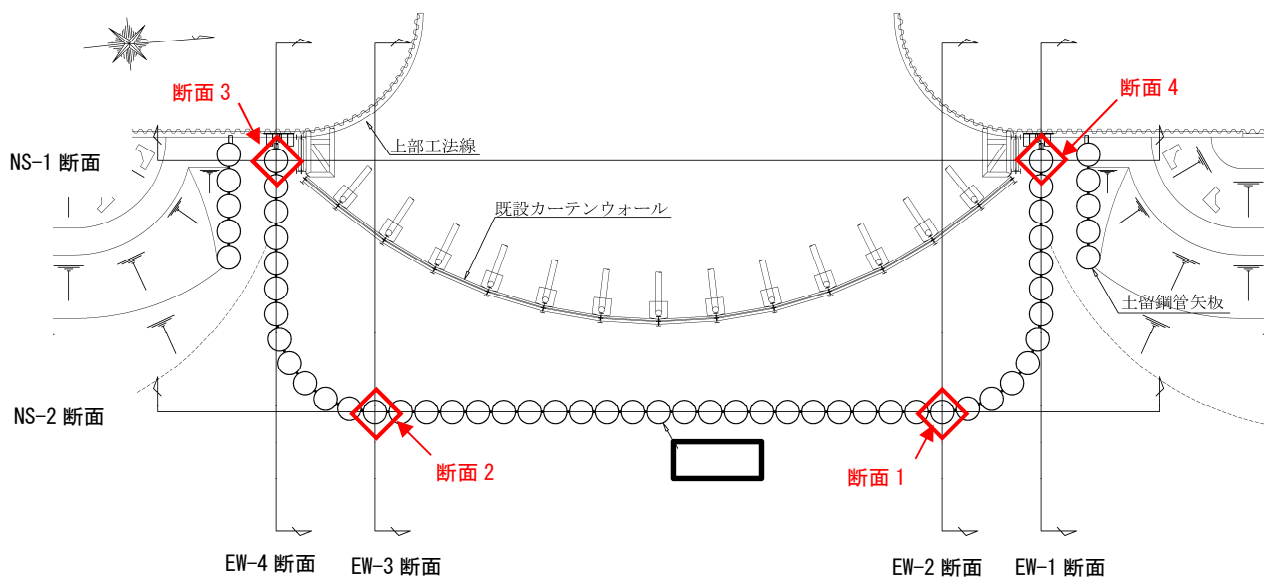 断面 3
断面 4
上部工法線
NS-1 断面
既設カーテンウォール
土留鋼管矢板
NS-2 断面
断面 2
断面 1
EW-4 断面
EW-3 断面
EW-2 断面
EW-1 断面